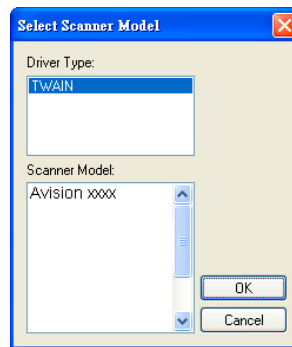 Select Scanner Model
Driver Type:
TWAIN
Scanner Model:
Avision xxxx
OK
Cancel